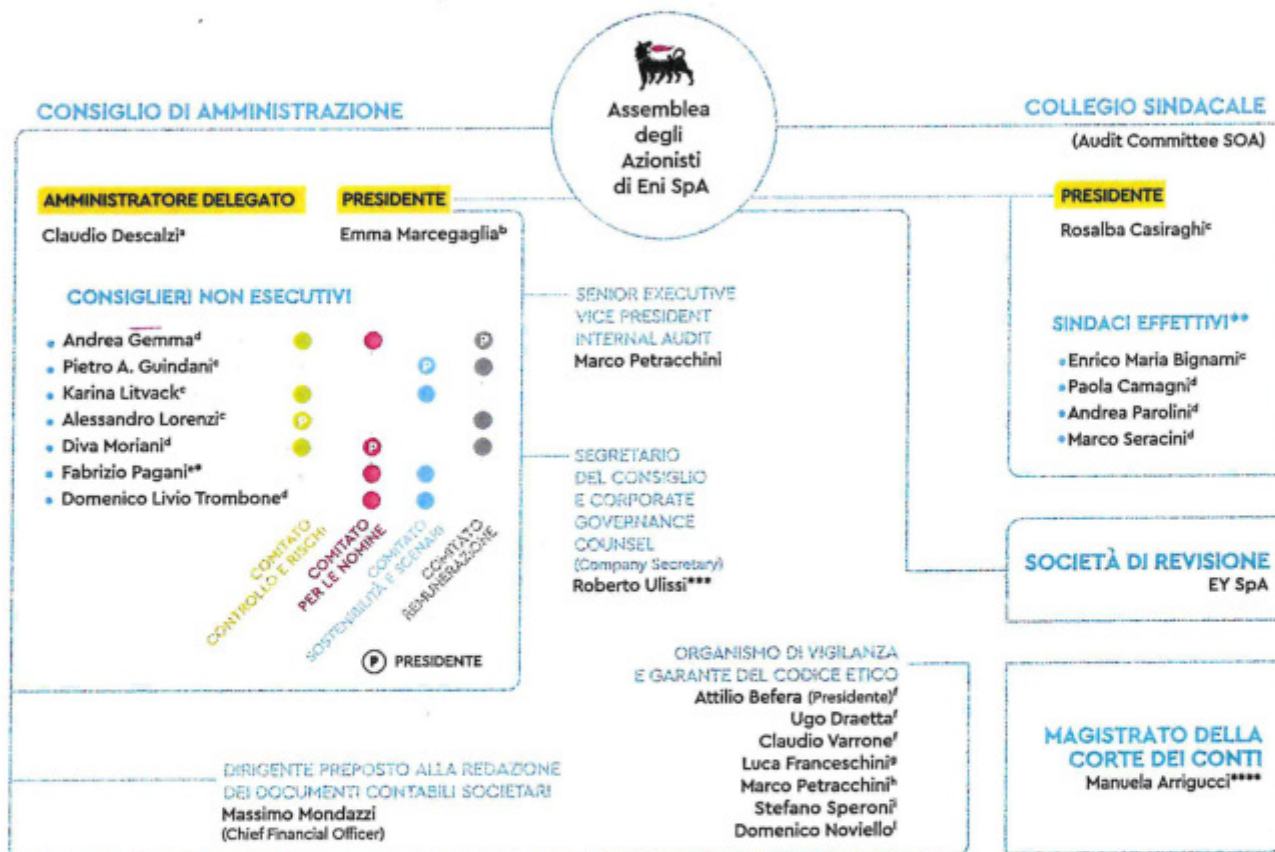 Assemblea
degli
Azionisti
di Eni SpA
CONSIGLIO DI AMMINISTRAZIONE
AMMINISTRATORE DELEGATO
Claudio Descalziᵃ
PRESIDENTE
Emma Marcegagliaᵇ
CONSIGLIERI NON ESECUTIVI
• Andrea Gemmaᵈ
P
• Pietro A. Guindaniᵉ
P
• Karina Litvackᶜ
• Alessandro Lorenziᶜ
P
• Diva Morianiᵈ
P
• Fabrizio Paganiᵉ*
• Domenico Livio Tromboneᵈ
COMITATO
CONTROLLO E RISCHI
COMITATO
PER LE NOMINE
COMITATO
SOSTENIBILITÀ E SCENARI
COMITATO
REMUNERAZIONE
P PRESIDENTE
SENIOR EXECUTIVE
VICE PRESIDENT
INTERNAL AUDIT
Marco Petracchini
SEGRETARIO
DEL CONSIGLIO
E CORPORATE
GOVERNANCE
COUNSEL
(Company Secretary)
Roberto Ulissi***
COLLEGIO SINDACALE
(Audit Committee SOA)
PRESIDENTE
Rosalba Casiraghiᶜ
SINDACI EFFETTIVI**
• Enrico Maria Bignamiᶜ
• Paola Camagniᵈ
• Andrea Paroliniᵈ
• Marco Seraciniᵈ
SOCIETÀ DI REVISIONE
EY SpA
ORGANISMO DI VIGILANZA
E GARANTE DEL CODICE ETICO
Attilio Befera (Presidente)ᶠ
Ugo Draettaᶠ
Claudio Varroneᶠ
Luca Franceschiniᵍ
Marco Petracchiniʰ
Stefano Speroniⁱ
Domenico Novielloˡ
MAGISTRATO DELLA
CORTE DEI CONTI
Manuela Arrigucci****
DIRIGENTE PREPOSTO ALLA REDAZIONE
DEI DOCUMENTI CONTABILI SOCIETARI
Massimo Mondazzi
(Chief Financial Officer)